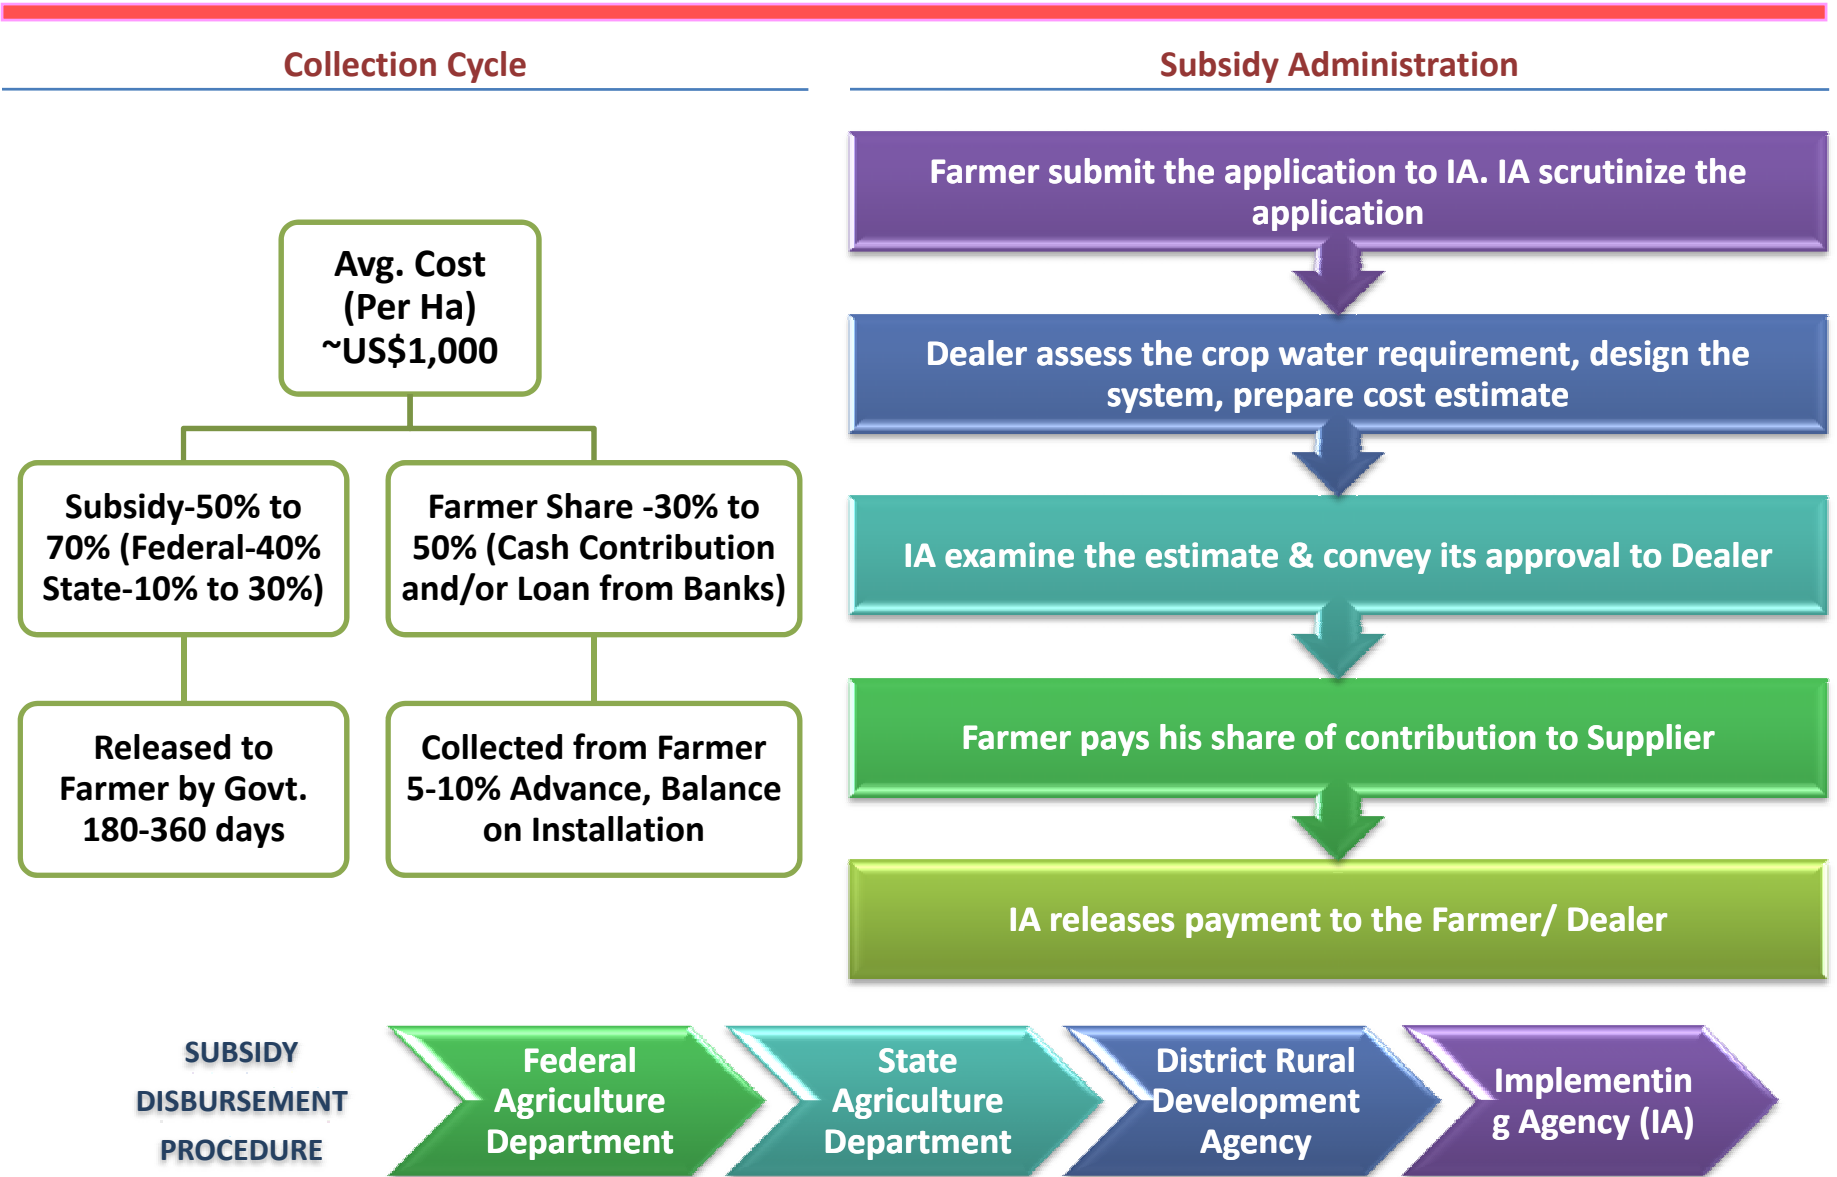 Collection Cycle
Avg. Cost
(Per Ha)
~US$1,000
Subsidy-50% to
70% (Federal-40%
State-10% to 30%)
Farmer Share -30% to
50% (Cash Contribution
and/or Loan from Banks)
Released to
Farmer by Govt.
180-360 days
Collected from Farmer
5-10% Advance, Balance
on Installation
Subsidy Administration
Farmer submit the application to IA. IA scrutinize the
application
Dealer assess the crop water requirement, design the
system, prepare cost estimate
IA examine the estimate & convey its approval to Dealer
Farmer pays his share of contribution to Supplier
IA releases payment to the Farmer/ Dealer
SUBSIDY
DISBURSEMENT
PROCEDURE
Federal
Agriculture
Department
State
Agriculture
Department
District Rural
Development
Agency
Implementin
g Agency (IA)